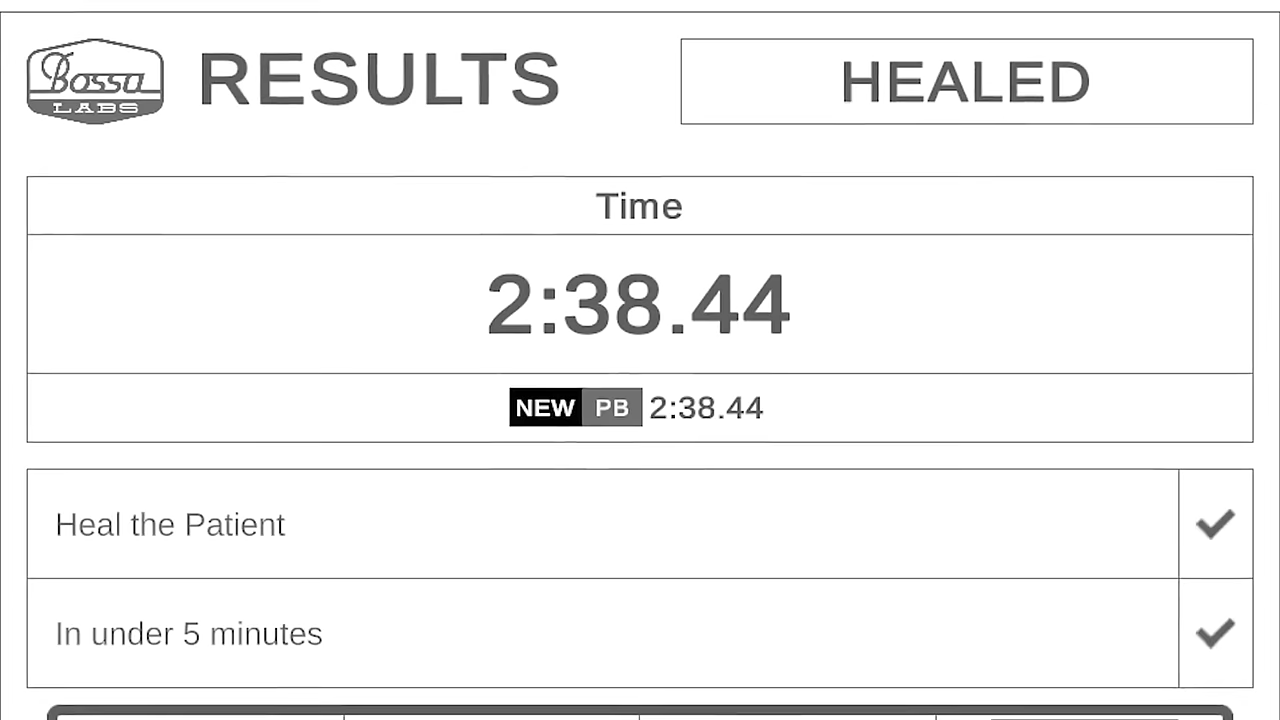 Bossa
LABS
RESULTS
HEALED
Time
2:38.44
NEW PB 2:38.44
Heal the Patient
In under 5 minutes